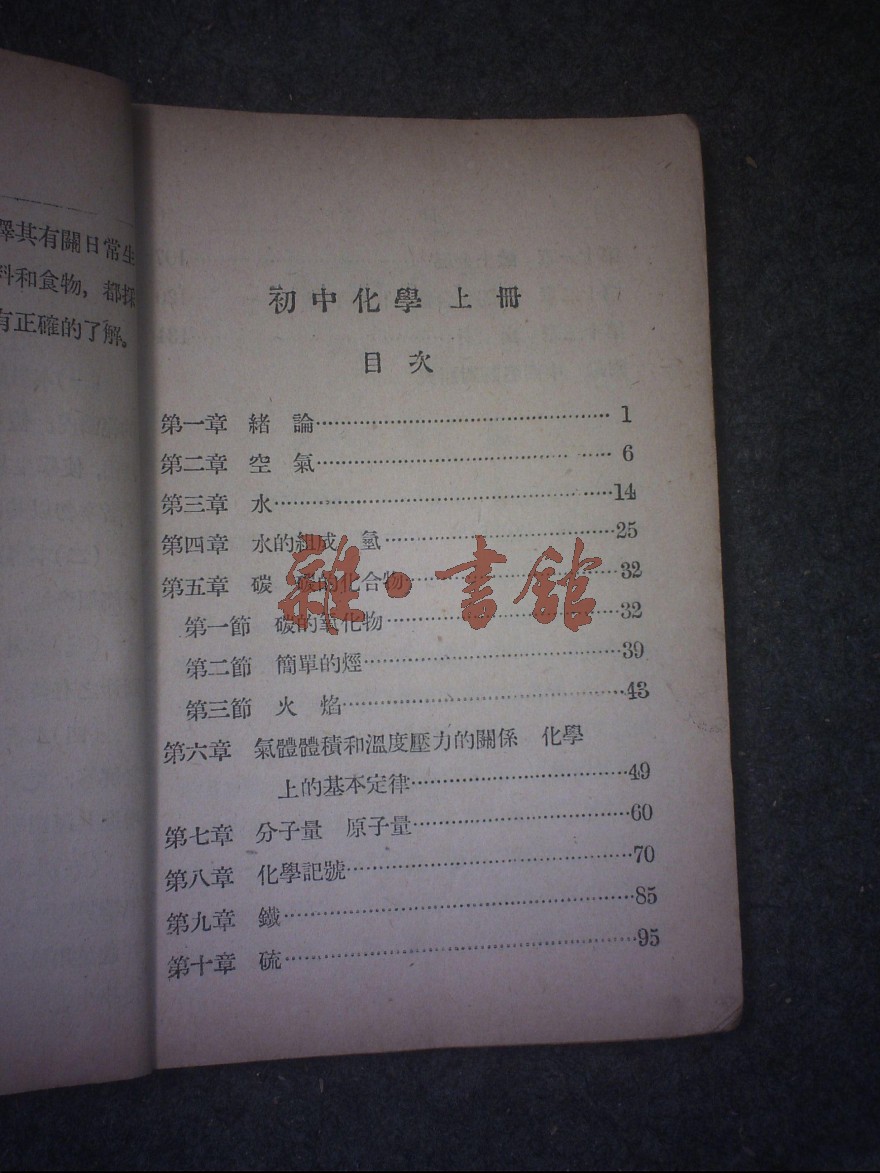 擇其有關日常生
料和食物,都採
有正確的了解。
初中化學 上冊
目次
第一章 緒論……1
第二章 空氣……6
第三章 水……14
第四章 水的組成 氫……25
第五章 碳 碳的化合物……32
第一節 碳的氧化物……32
第二節 簡單的烴……39
第三節 火焰……43
第六章 氣體體積和溫度壓力的關係 化學
上的基本定律……49
第七章 分子量 原子量……60
第八章 化學記號……70
第九章 鐵……85
第十章 硫……95
雜·書館